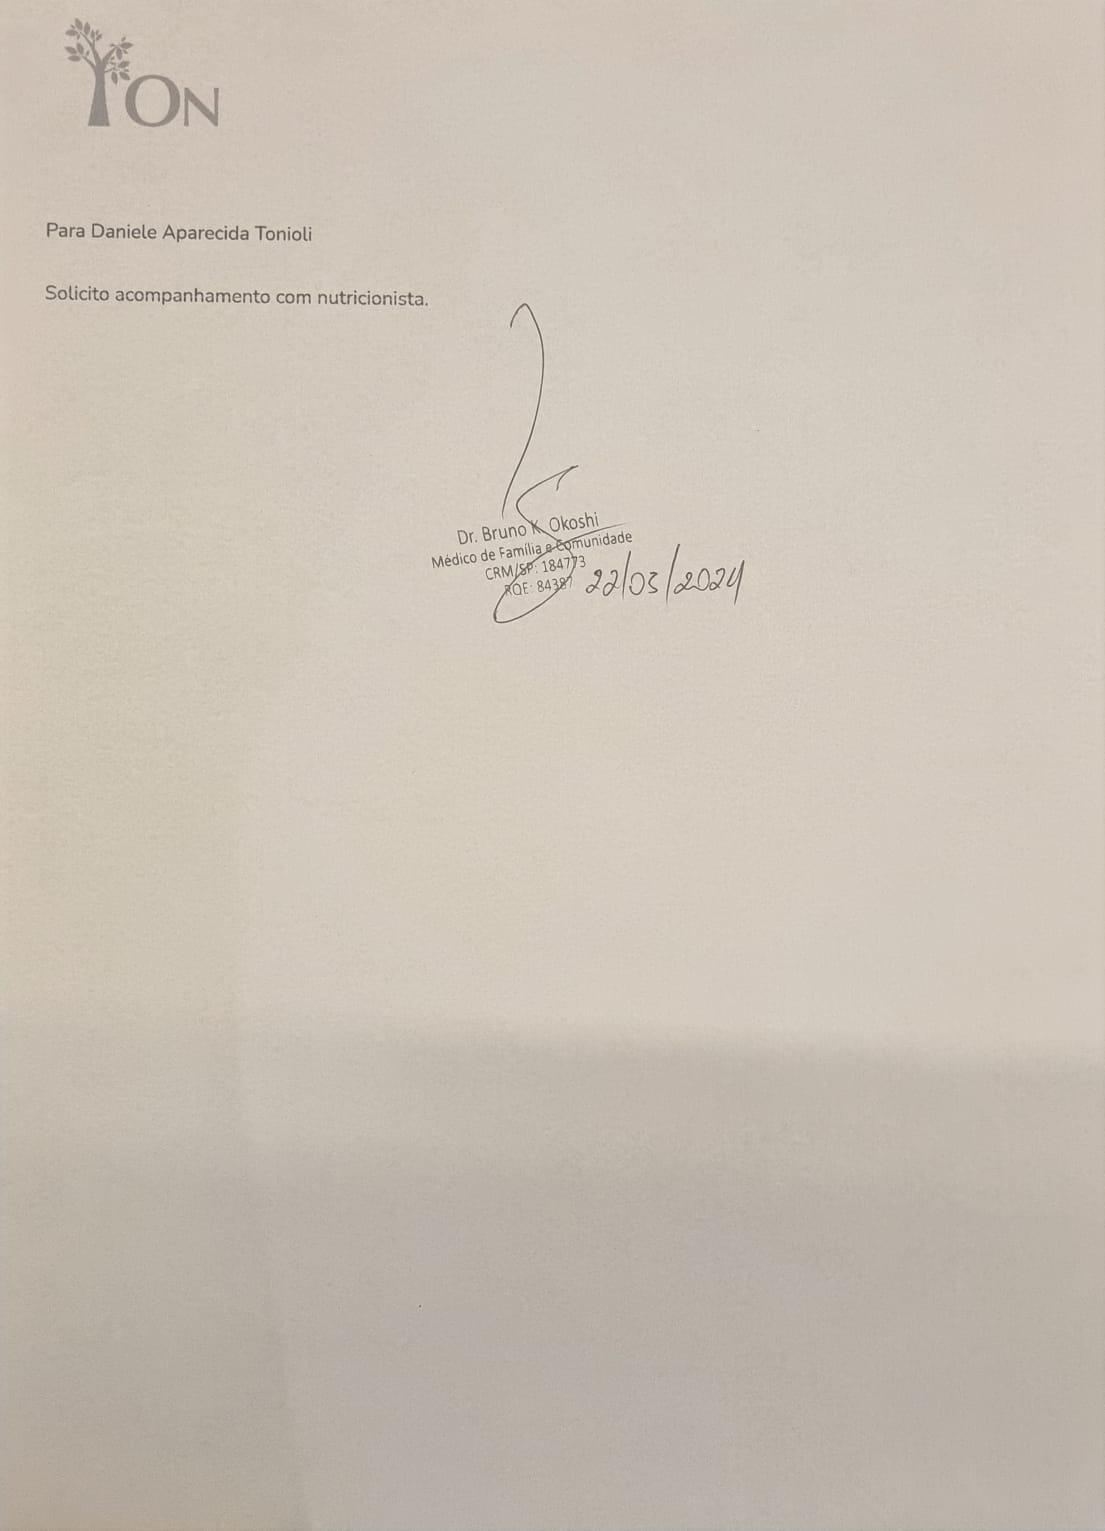 TON
Para Daniele Aparecida Tonioli
Solicito acompanhamento com nutricionista.
Dr. Bruno K. Okoshi
Médico de Família e Comunidade
CRM/SP: 184773
RQE: 84387 22/03/2024